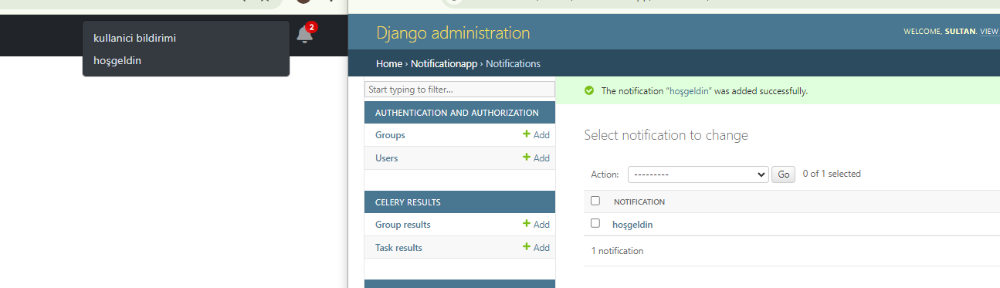 kullanici bildirimi
hoşgeldin
2
Django administration
WELCOME, SULTAN. VIEW
Home › Notificationapp › Notifications
Start typing to filter...
The notification “hoşgeldin” was added successfully.
AUTHENTICATION AND AUTHORIZATION
Groups + Add
Users + Add
CELERY RESULTS
Group results + Add
Task results + Add
Select notification to change
Action: --------- Go 0 of 1 selected
NOTIFICATION
hoşgeldin
1 notification